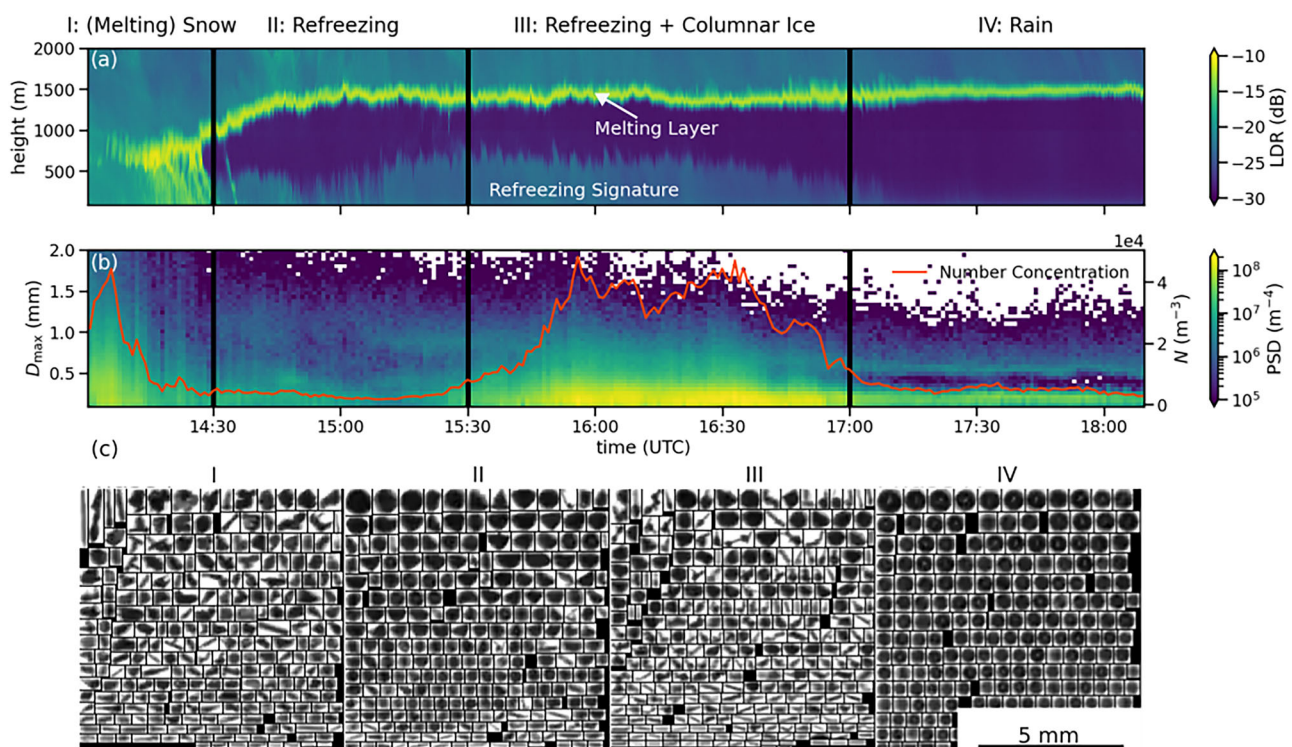 I: (Melting) Snow II: Refreezing III: Refreezing + Columnar Ice IV: Rain
(a)
2000
1500
1000
500
height (m)
Melting Layer
Refreezing Signature
−10
−15
−20
−25
−30
LDR (dB)
(b)
2.0
1.5
1.0
0.5
Dmax (mm)
Number Concentration
1e4
4
2
0
N (m−3)
10^8
10^7
10^6
10^5
PSD (m−4)
14:30 15:00 15:30 16:00 16:30 17:00 17:30 18:00
time (UTC)
(c)
I II III IV
5 mm